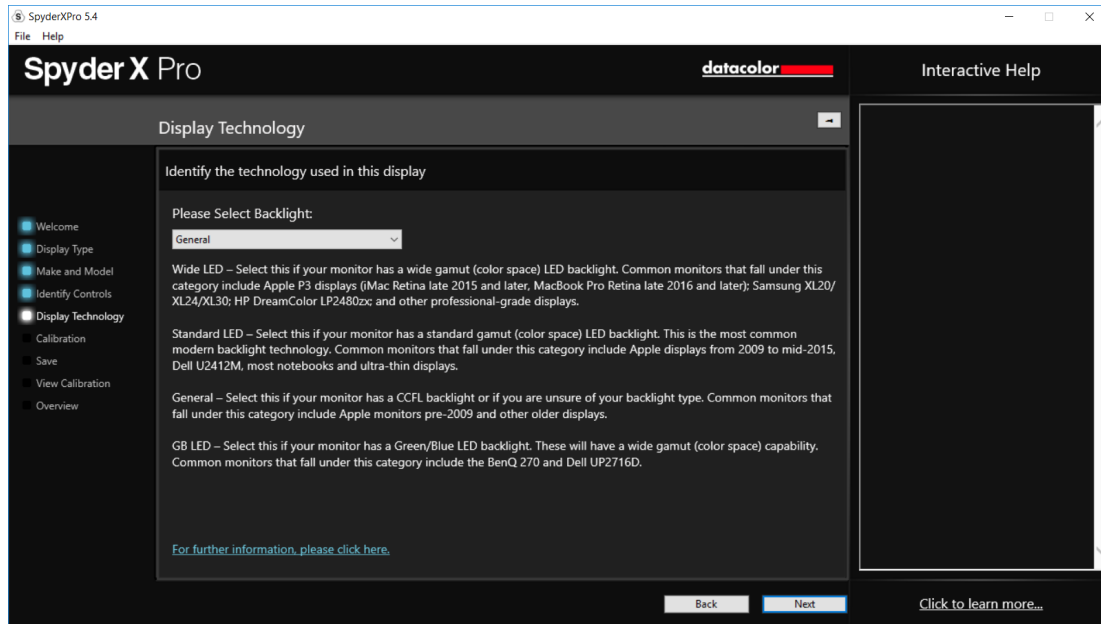 SpyderXPro 5.4
File Help
Spyder X Pro
datacolor
Interactive Help
Display Technology
Identify the technology used in this display
Welcome
Display Type
Make and Model
Identify Controls
Display Technology
Calibration
Save
View Calibration
Overview
Please Select Backlight:
General
Wide LED – Select this if your monitor has a wide gamut (color space) LED backlight. Common monitors that fall under this
category include Apple P3 displays (iMac Retina late 2015 and later, MacBook Pro Retina late 2016 and later); Samsung XL20/
XL24/XL30; HP DreamColor LP2480zx; and other professional-grade displays.
Standard LED – Select this if your monitor has a standard gamut (color space) LED backlight. This is the most common
modern backlight technology. Common monitors that fall under this category include Apple displays from 2009 to mid-2015,
Dell U2412M, most notebooks and ultra-thin displays.
General – Select this if your monitor has a CCFL backlight or if you are unsure of your backlight type. Common monitors that
fall under this category include Apple monitors pre-2009 and other older displays.
GB LED – Select this if your monitor has a Green/Blue LED backlight. These will have a wide gamut (color space) capability.
Common monitors that fall under this category include the BenQ 270 and Dell UP2716D.
For further information, please click here.
Back
Next
Click to learn more...